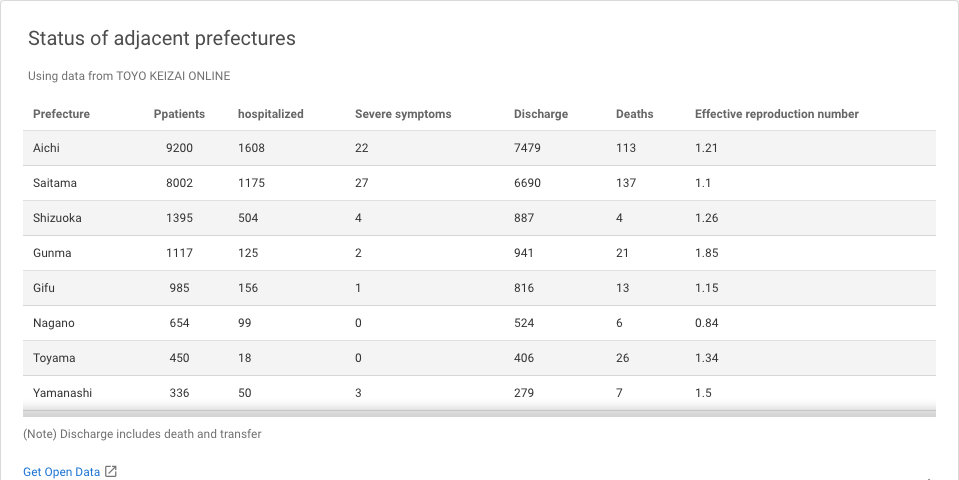 Status of adjacent prefectures
Using data from TOYO KEIZAI ONLINE
Prefecture Ppatients hospitalized Severe symptoms Discharge Deaths Effective reproduction number
Aichi 9200 1608 22 7479 113 1.21
Saitama 8002 1175 27 6690 137 1.1
Shizuoka 1395 504 4 887 4 1.26
Gunma 1117 125 2 941 21 1.85
Gifu 985 156 1 816 13 1.15
Nagano 654 99 0 524 6 0.84
Toyama 450 18 0 406 26 1.34
Yamanashi 336 50 3 279 7 1.5
(Note) Discharge includes death and transfer
Get Open Data